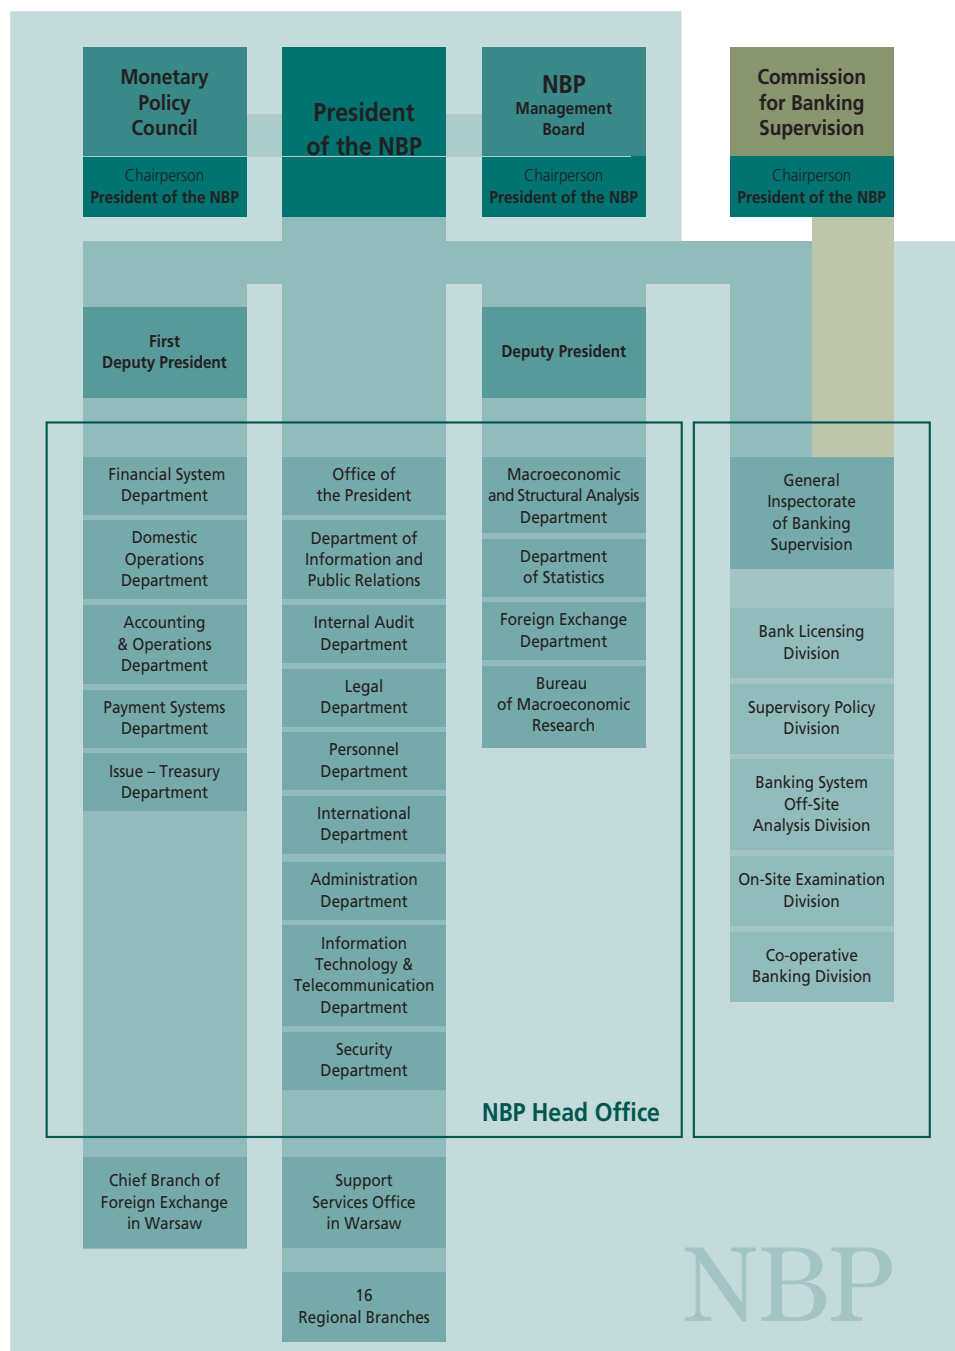 Monetary
Policy
Council
Chairperson
President of the NBP
President
of the NBP
NBP
Management
Board
Chairperson
President of the NBP
Commission
for Banking
Supervision
Chairperson
President of the NBP
First
Deputy President
Deputy President
Financial System
Department
Domestic
Operations
Department
Accounting
& Operations
Department
Payment Systems
Department
Issue – Treasury
Department
Office of
the President
Department of
Information and
Public Relations
Internal Audit
Department
Legal
Department
Personnel
Department
International
Department
Administration
Department
Information
Technology &
Telecommunication
Department
Security
Department
Macroeconomic
and Structural Analysis
Department
Department
of Statistics
Foreign Exchange
Department
Bureau
of Macroeconomic
Research
NBP Head Office
General
Inspectorate
of Banking
Supervision
Bank Licensing
Division
Supervisory Policy
Division
Banking System
Off-Site
Analysis Division
On-Site Examination
Division
Co-operative
Banking Division
Chief Branch of
Foreign Exchange
in Warsaw
Support
Services Office
in Warsaw
16
Regional Branches
NBP